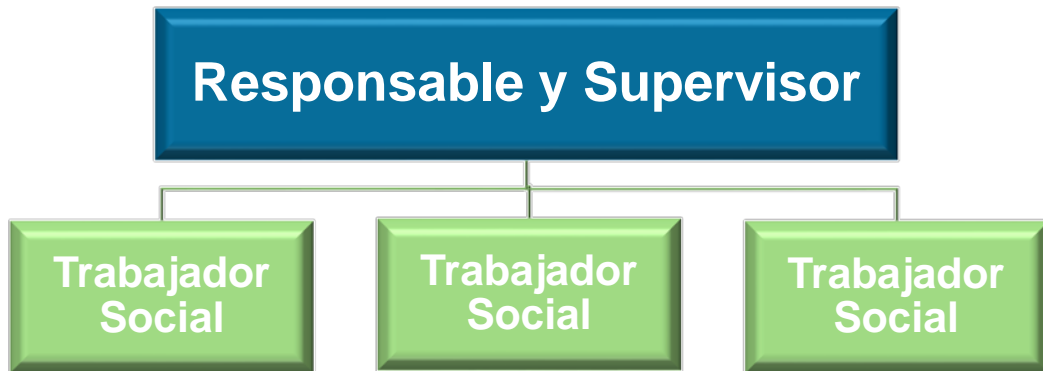 Responsable y Supervisor
Trabajador
Social
Trabajador
Social
Trabajador
Social